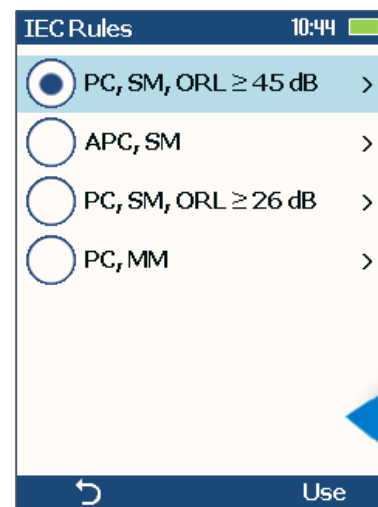 IEC Rules 10:44
PC, SM, ORL ≥ 45 dB >
APC, SM >
PC, SM, ORL ≥ 26 dB >
PC, MM >
Use